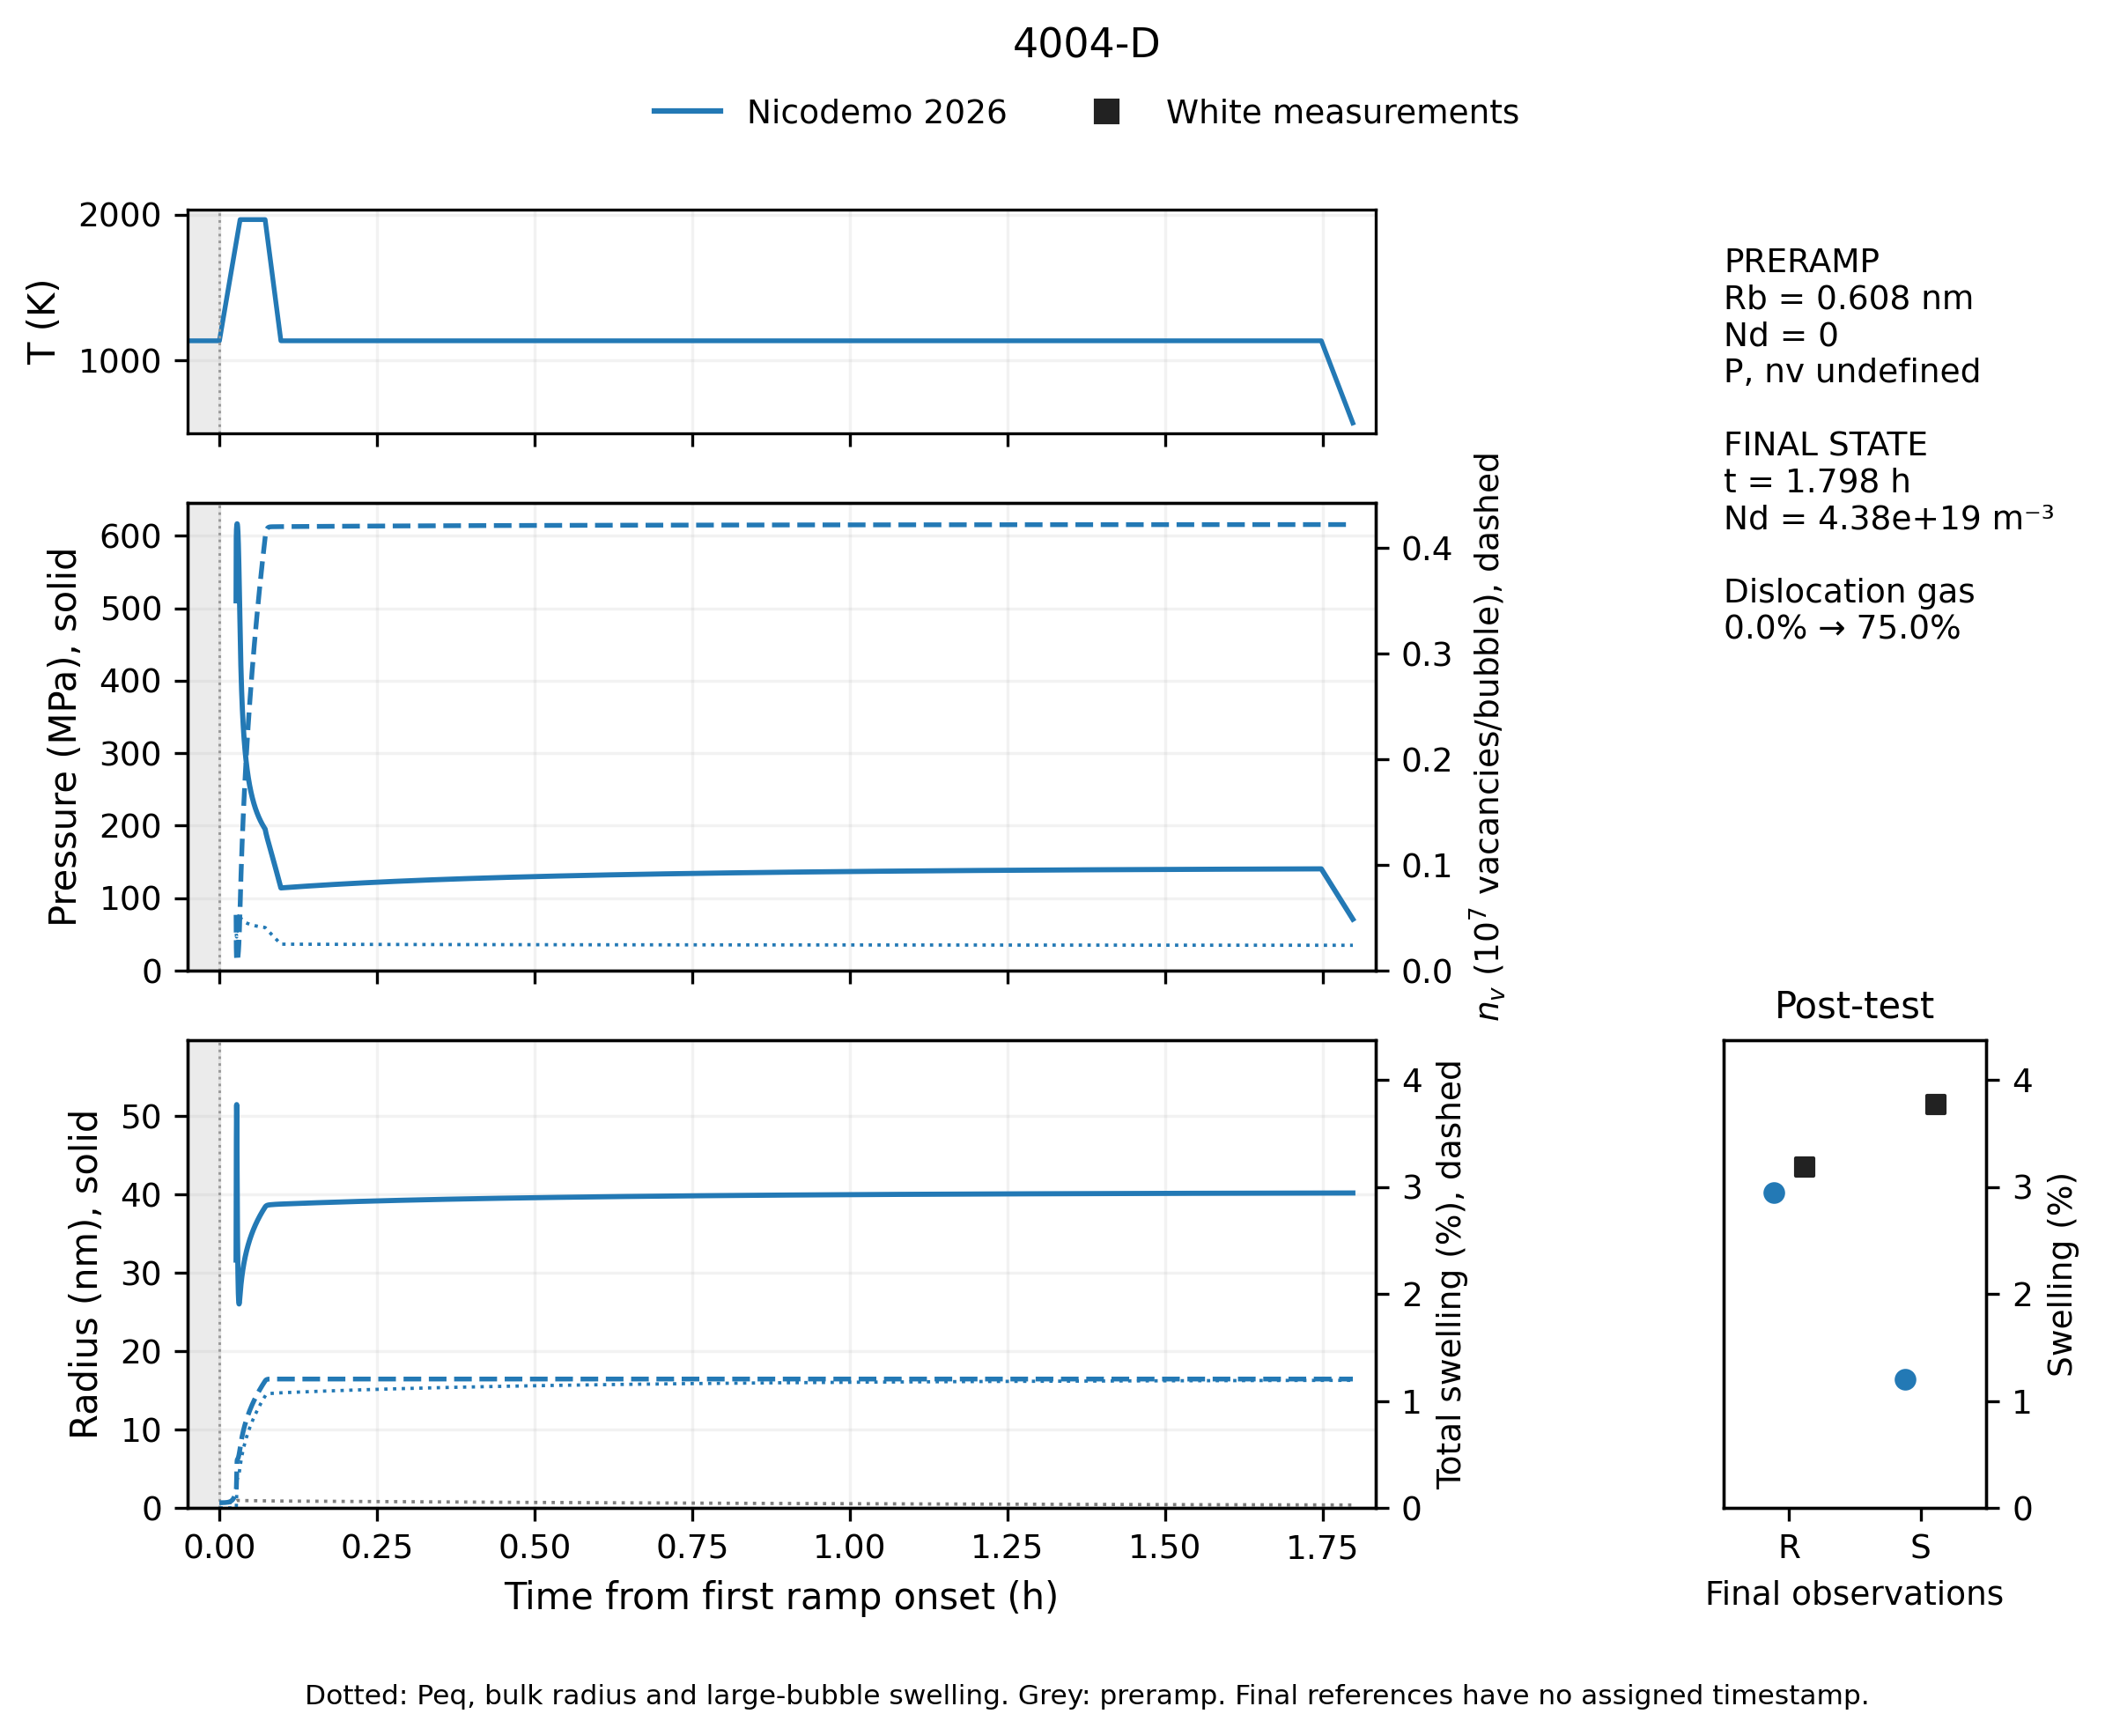 4004-D
Nicodemo 2026
White measurements
T (K)
2000
1000
PRERAMP
Rb = 0.608 nm
Nd = 0
P, nv undefined
FINAL STATE
t = 1.798 h
Nd = 4.38e+19 m⁻³
Dislocation gas
0.0% → 75.0%
Pressure (MPa), solid
600
500
400
300
200
100
0
0.4
0.3
0.2
0.1
0.0
nᵥ (10⁷ vacancies/bubble), dashed
Radius (nm), solid
50
40
30
20
10
0
4
3
2
1
0
Total swelling (%), dashed
0.00 0.25 0.50 0.75 1.00 1.25 1.50 1.75
Time from first ramp onset (h)
Post-test
4
3
2
1
0
Swelling (%)
R S
Final observations
Dotted: Peq, bulk radius and large-bubble swelling. Grey: preramp. Final references have no assigned timestamp.